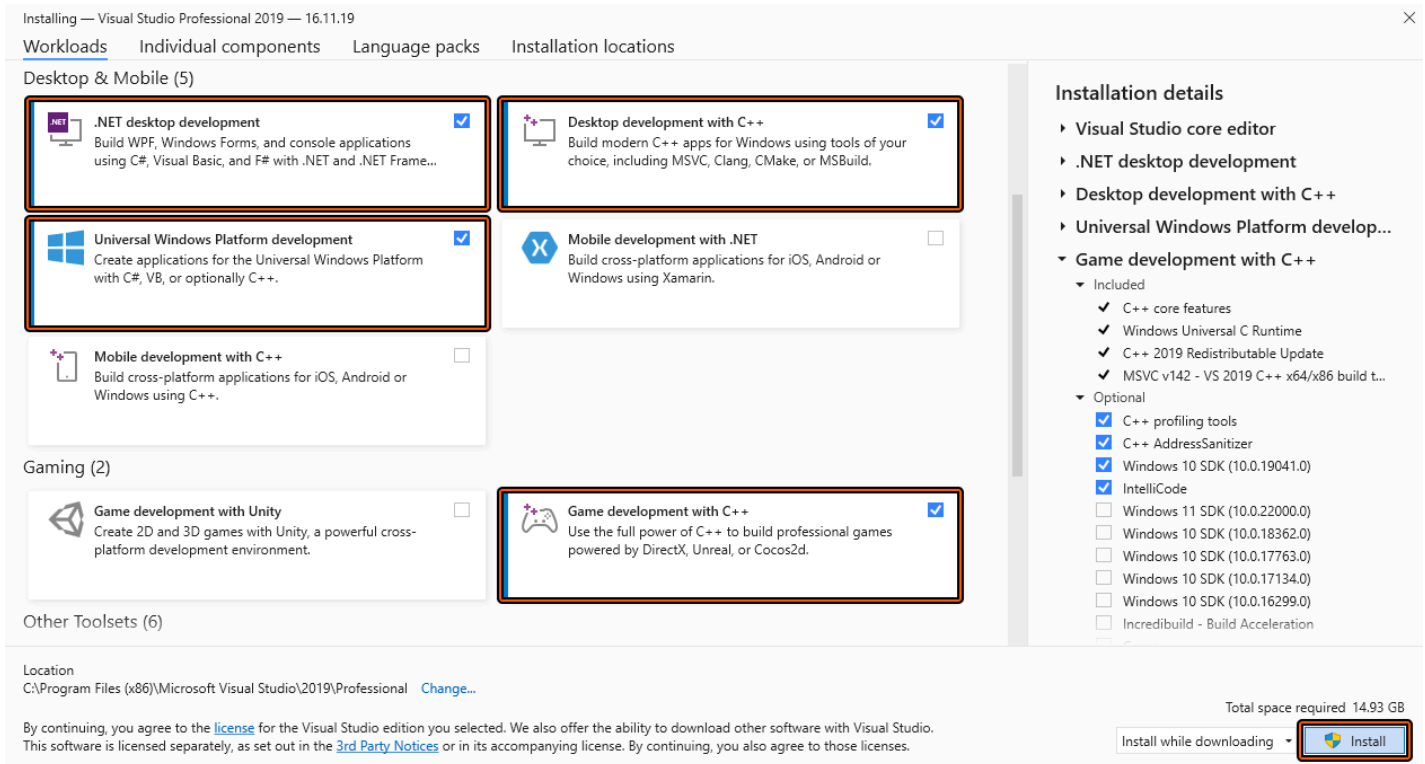 Installing — Visual Studio Professional 2019 — 16.11.19
Workloads
Individual components
Language packs
Installation locations
Desktop & Mobile (5)
.NET
.NET desktop development
Build WPF, Windows Forms, and console applications
using C#, Visual Basic, and F# with .NET and .NET Frame...
Desktop development with C++
Build modern C++ apps for Windows using tools of your
choice, including MSVC, Clang, CMake, or MSBuild.
Universal Windows Platform development
Create applications for the Universal Windows Platform
with C#, VB, or optionally C++.
Mobile development with .NET
Build cross-platform applications for iOS, Android or
Windows using Xamarin.
Mobile development with C++
Build cross-platform applications for iOS, Android or
Windows using C++.
Gaming (2)
Game development with Unity
Create 2D and 3D games with Unity, a powerful cross-
platform development environment.
Game development with C++
Use the full power of C++ to build professional games
powered by DirectX, Unreal, or Cocos2d.
Other Toolsets (6)
Installation details
Visual Studio core editor
.NET desktop development
Desktop development with C++
Universal Windows Platform develop...
Game development with C++
Included
C++ core features
Windows Universal C Runtime
C++ 2019 Redistributable Update
MSVC v142 - VS 2019 C++ x64/x86 build t...
Optional
C++ profiling tools
C++ AddressSanitizer
Windows 10 SDK (10.0.19041.0)
IntelliCode
Windows 11 SDK (10.0.22000.0)
Windows 10 SDK (10.0.18362.0)
Windows 10 SDK (10.0.17763.0)
Windows 10 SDK (10.0.17134.0)
Windows 10 SDK (10.0.16299.0)
Incredibuild - Build Acceleration
Location
C:\Program Files (x86)\Microsoft Visual Studio\2019\Professional Change...
By continuing, you agree to the license for the Visual Studio edition you selected. We also offer the ability to download other software with Visual Studio.
This software is licensed separately, as set out in the 3rd Party Notices or in its accompanying license. By continuing, you also agree to those licenses.
Total space required 14.93 GB
Install while downloading
Install